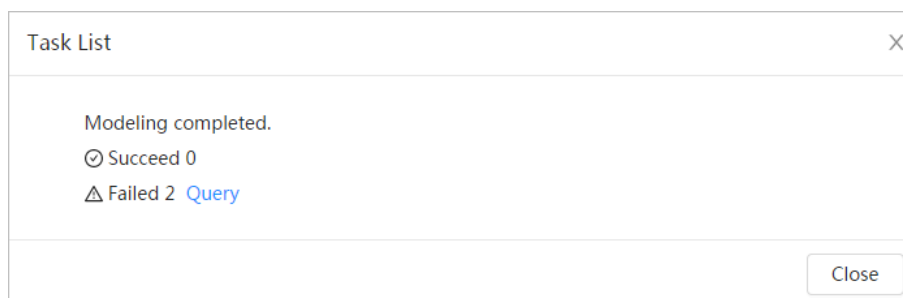 Task List
Modeling completed.
Succeed 0
Failed 2 Query
Close